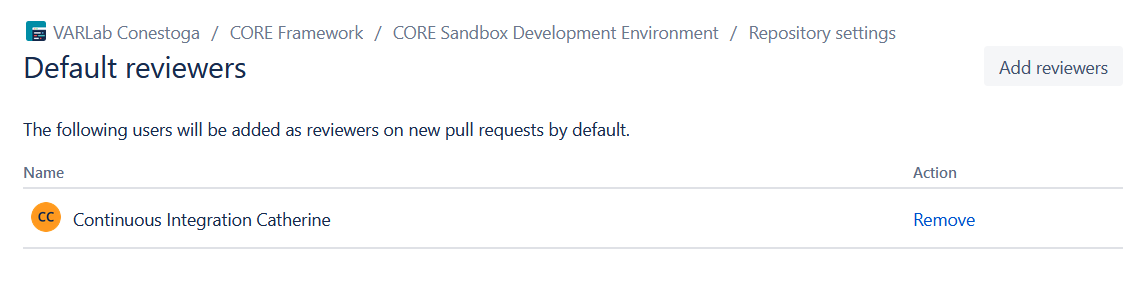 VARLab Conestoga / CORE Framework / CORE Sandbox Development Environment / Repository settings
Default reviewers
Add reviewers
The following users will be added as reviewers on new pull requests by default.
Name Action
CC Continuous Integration Catherine Remove